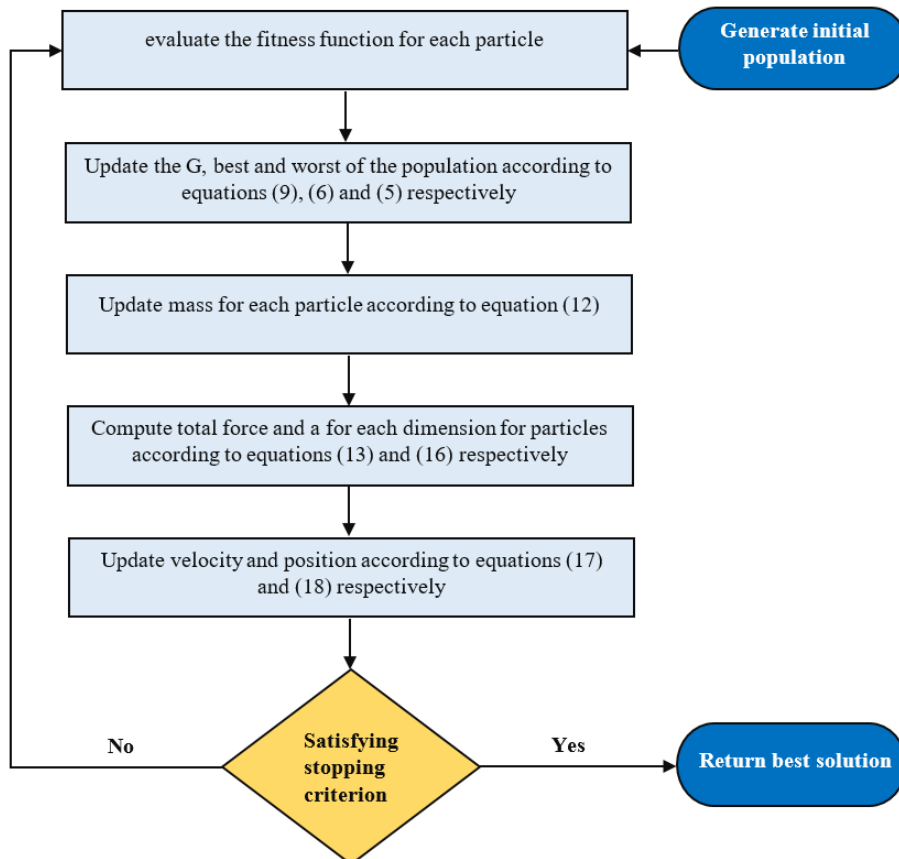 Generate initial
population
evaluate the fitness function for each particle
Update the G, best and worst of the population according to
equations (9), (6) and (5) respectively
Update mass for each particle according to equation (12)
Compute total force and a for each dimension for particles
according to equations (13) and (16) respectively
Update velocity and position according to equations (17)
and (18) respectively
Satisfying
stopping
criterion
No
Yes
Return best solution